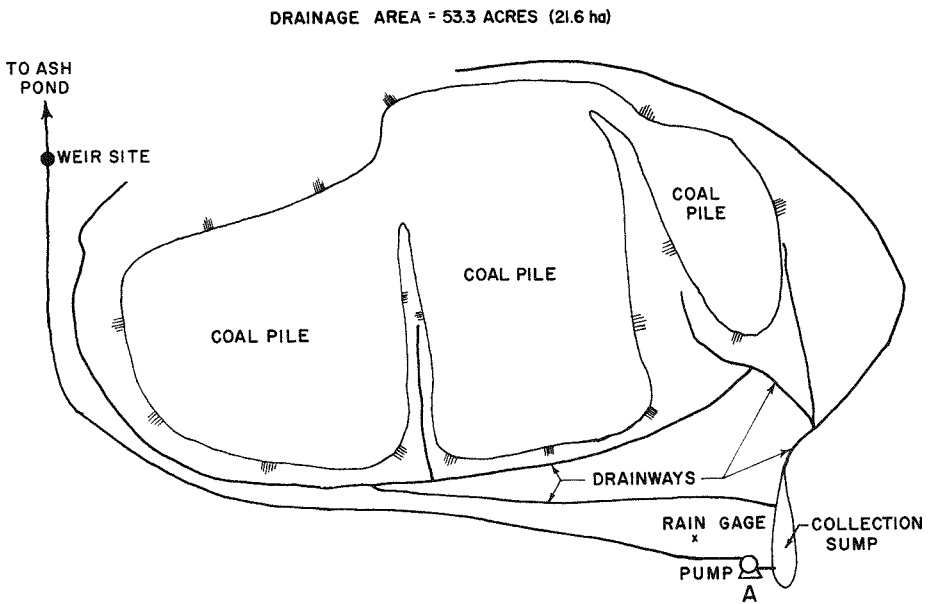 DRAINAGE AREA = 53.3 ACRES (21.6 ha)
TO ASH
POND
WEIR SITE
COAL
PILE
COAL PILE
COAL PILE
DRAINWAYS
RAIN GAGE
x
COLLECTION
SUMP
PUMP
A